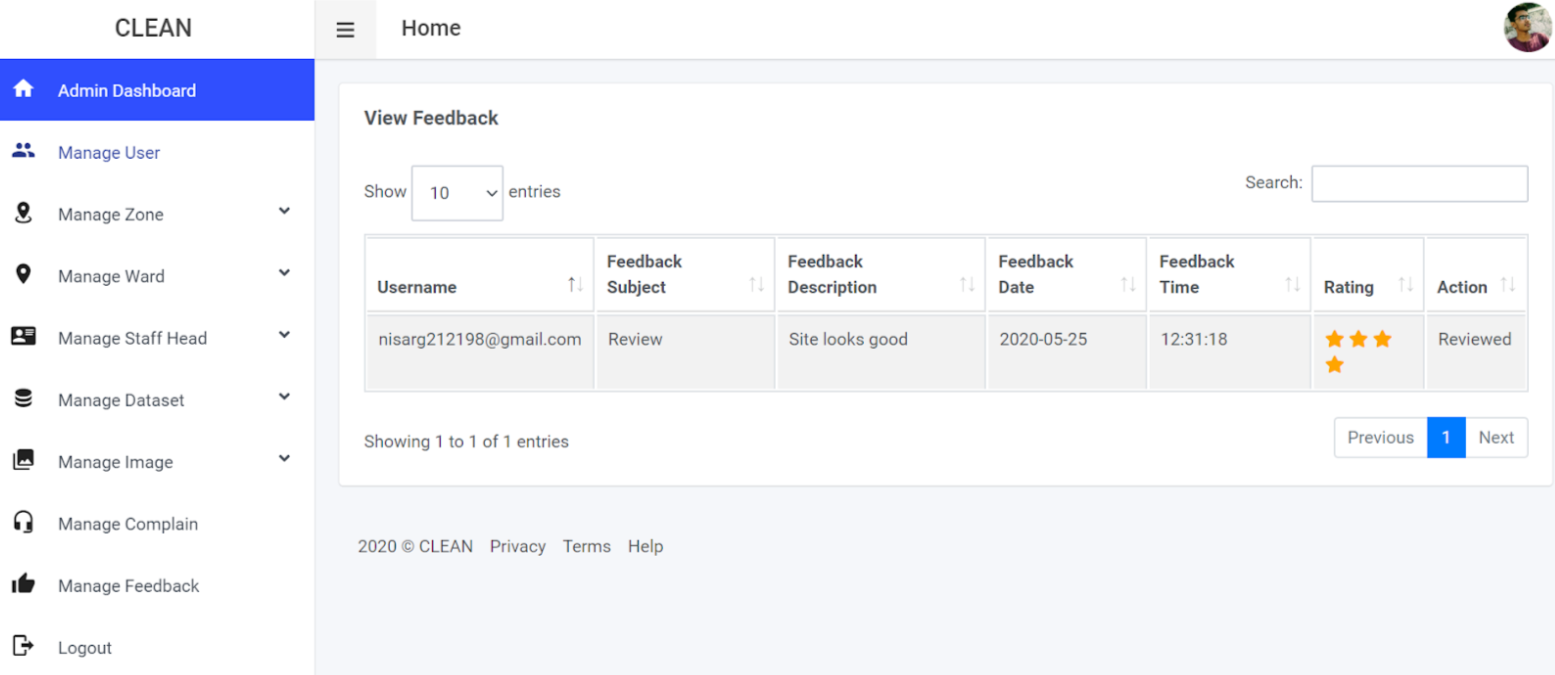 CLEAN
Home
Admin Dashboard
Manage User
Manage Zone
Manage Ward
Manage Staff Head
Manage Dataset
Manage Image
Manage Complain
Manage Feedback
Logout
View Feedback
Show 10 entries
Search:
Username
Feedback
Subject
Feedback
Description
Feedback
Date
Feedback
Time
Rating
Action
nisarg212198@gmail.com
Review
Site looks good
2020-05-25
12:31:18
Reviewed
Showing 1 to 1 of 1 entries
Previous 1 Next
2020 © CLEAN Privacy Terms Help